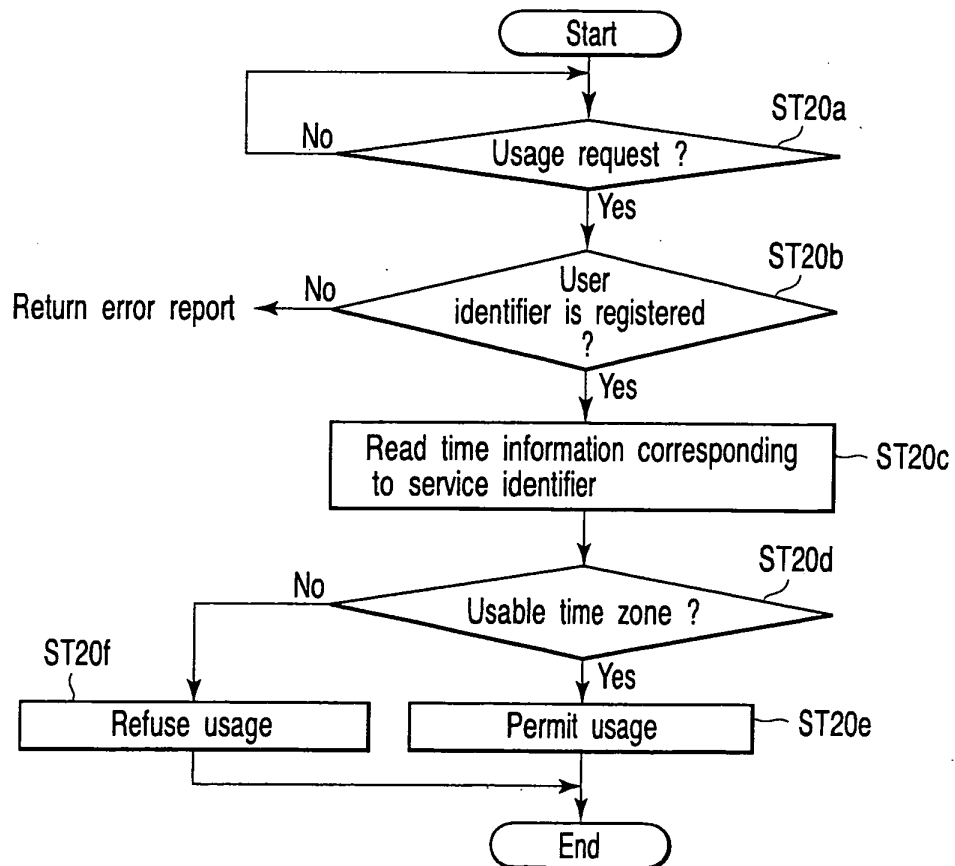 Start
ST20a
No
Usage request ?
Yes
ST20b
User
No
Return error report
identifier is registered
?
Yes
Read time information corresponding
to service identifier
ST20c
ST20d
No
Usable time zone ?
ST20f
Yes
Refuse usage
Permit usage
ST20e
End